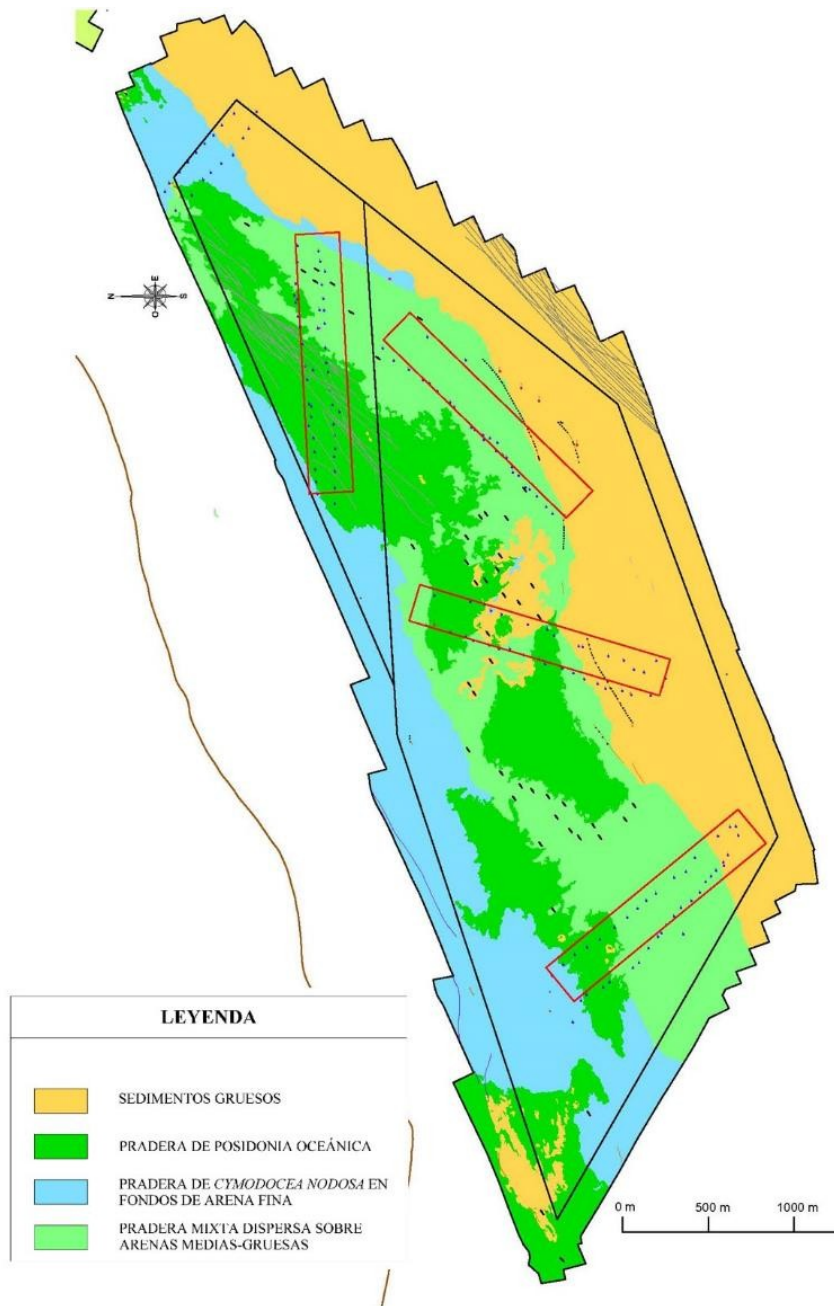 E
N
S
O
LEYENDA
SEDIMENTOS GRUESOS
PRADERA DE POSIDONIA OCEÁNICA
PRADERA DE CYMODOCEA NODOSA EN
FONDOS DE ARENA FINA
PRADERA MIXTA DISPERSA SOBRE
ARENAS MEDIAS-GRUESAS
0 m
500 m
1000 m